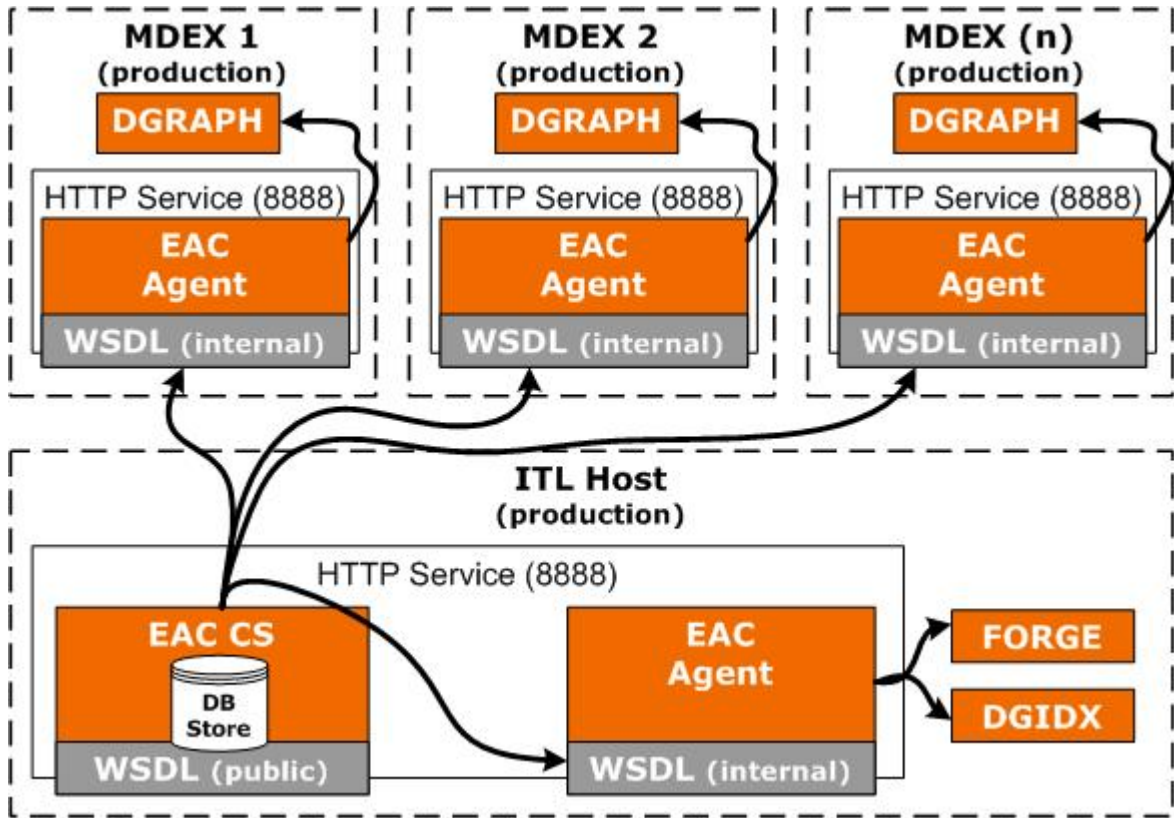 MDEX 1
(production)
DGRAPH
HTTP Service (8888)
EAC
Agent
WSDL (internal)
MDEX 2
(production)
DGRAPH
HTTP Service (8888)
EAC
Agent
WSDL (internal)
MDEX (n)
(production)
DGRAPH
HTTP Service (8888)
EAC
Agent
WSDL (internal)
ITL Host
(production)
HTTP Service (8888)
EAC CS
DB
Store
WSDL (public)
EAC
Agent
WSDL (internal)
FORGE
DGIDX